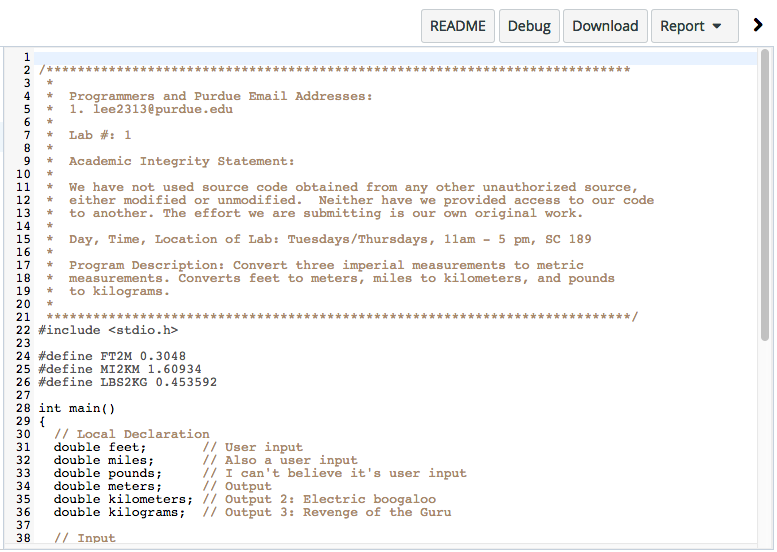 README Debug Download Report
1
2 /***************************************************************************
3 *
4 * Programmers and Purdue Email Addresses:
5 * 1. lee2313@purdue.edu
6 *
7 * Lab #: 1
8 *
9 * Academic Integrity Statement:
10 *
11 * We have not used source code obtained from any other unauthorized source,
12 * either modified or unmodified.  Neither have we provided access to our code
13 * to another. The effort we are submitting is our own original work.
14 *
15 * Day, Time, Location of Lab: Tuesdays/Thursdays, 11am - 5 pm, SC 189
16 *
17 * Program Description: Convert three imperial measurements to metric
18 * measurements. Converts feet to meters, miles to kilometers, and pounds
19 * to kilograms.
20 *
21 ***************************************************************************/
22 #include <stdio.h>
23
24 #define FT2M 0.3048
25 #define MI2KM 1.60934
26 #define LBS2KG 0.453592
27
28 int main()
29 {
30   // Local Declaration
31   double feet;       // User input
32   double miles;      // Also a user input
33   double pounds;     // I can't believe it's user input
34   double meters;     // Output
35   double kilometers; // Output 2: Electric boogaloo
36   double kilograms;  // Output 3: Revenge of the Guru
37
38   // Input